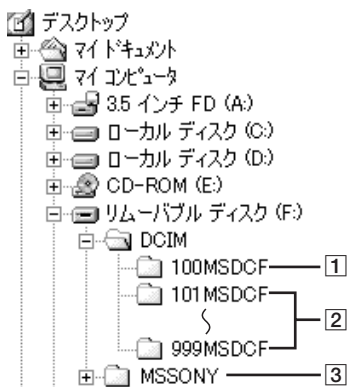 デスクトップ
マイ ドキュメント
マイ コンピュータ
3.5 インチ FD (A:)
ローカル ディスク (C:)
ローカル ディスク (D:)
CD-ROM (E:)
リムーバブル ディスク (F:)
DCIM
100MSDCF 1
101MSDCF
2
999MSDCF
MSSONY 3